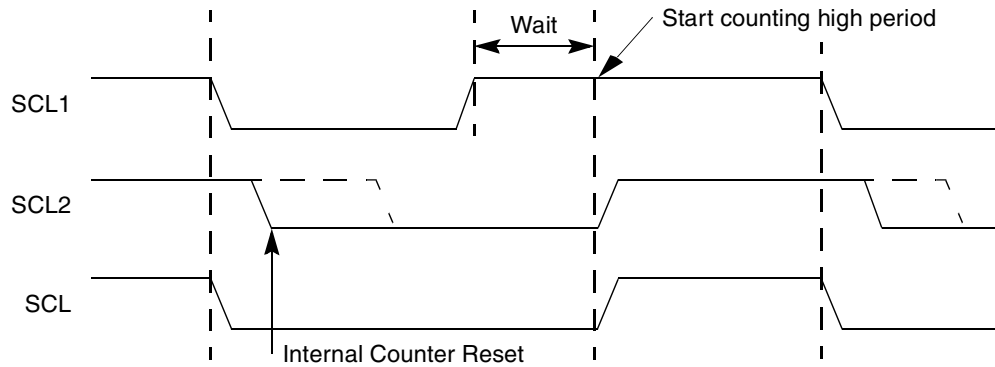 Start counting high period
Wait
SCL1
SCL2
SCL
Internal Counter Reset